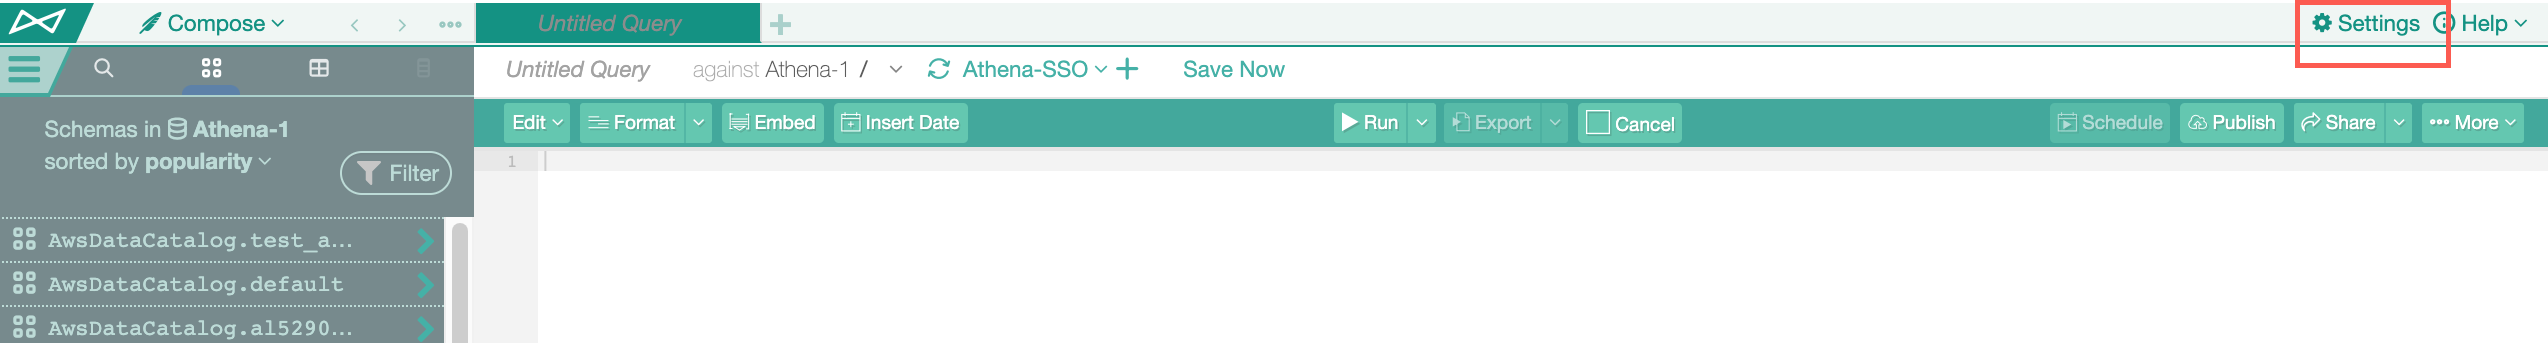 Compose
Untitled Query
Settings
Help
Untitled Query
against Athena-1 /
Athena-SSO
Save Now
Edit
Format
Embed
Insert Date
Run
Export
Cancel
Schedule
Publish
Share
More
Schemas in Athena-1
sorted by popularity
Filter
1
AwsDataCatalog.test_a...
AwsDataCatalog.default
AwsDataCatalog.al5290...